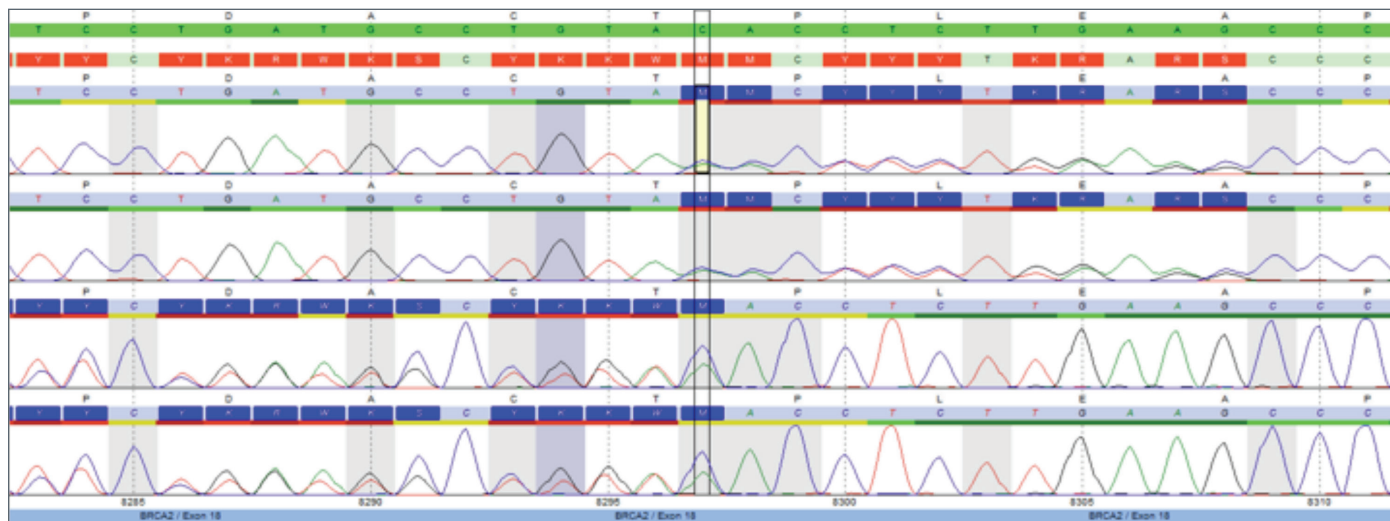 P D A C T P L E A P
T C C T G A T G C C T G T A C A C C T C T T G A A G C C C
Y Y C Y K R W K S C Y K K W M M C Y Y Y T K R A R S C C C
P D A C T P L E A P
T C C T G A T G C C T G T A M M C Y Y Y T K R A R S C C C
P D A C T P L E A P
T C C T G A T G C C T G T A M M C Y Y Y T K R A R S C C C
P D A C T P L E A P
Y Y C Y K R W K S C Y K K W M A C C T C T T G A A G C C C
P D A C T P L E A P
Y Y C Y K R W K S C Y K K W M A C C T C T T G A A G C C C
8285 8290 8295 8300 8305 8310
BRCA2 / Exon 18 BRCA2 / Exon 18 BRCA2 / Exon 18